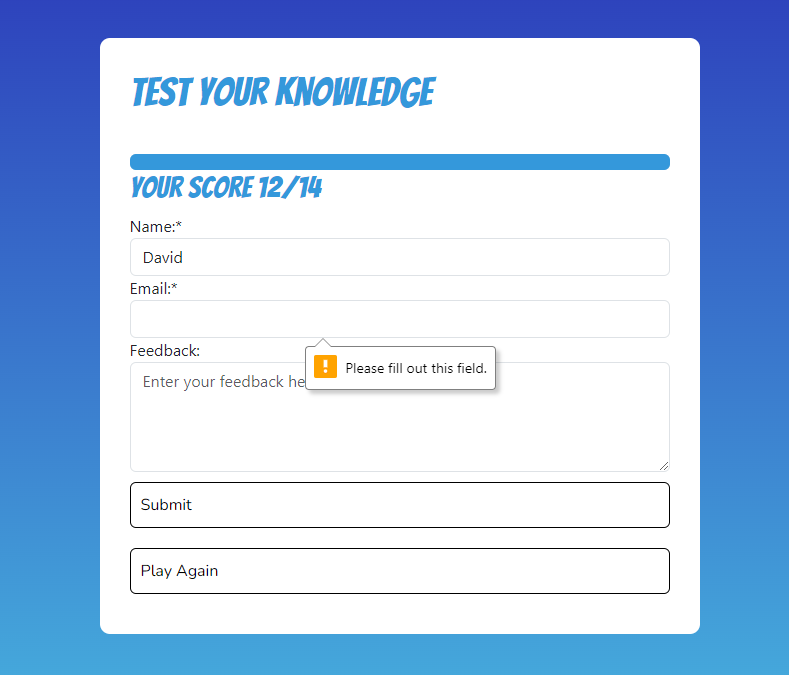 TEST YOUR KNOWLEDGE
YOUR SCORE 12/14
Name:*
David
Email:*
Feedback:
Please fill out this field.
Enter your feedback he
Submit
Play Again